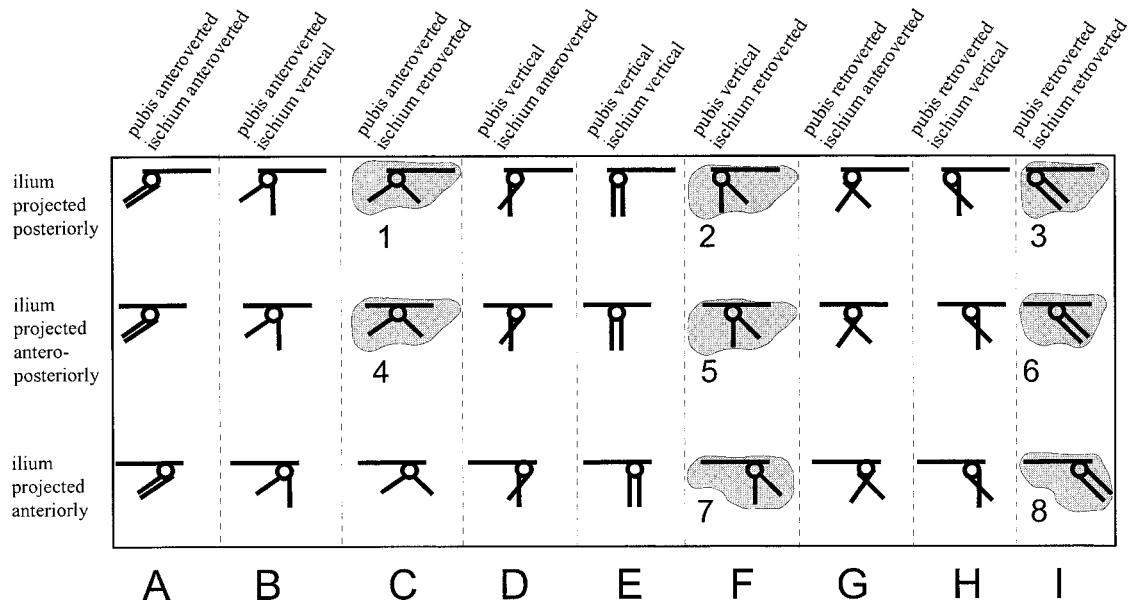 pubis anteroverted
ischium anteroverted
pubis anteroverted
ischium vertical
pubis anteroverted
ischium retroverted
pubis vertical
ischium anteroverted
pubis vertical
ischium vertical
pubis vertical
ischium retroverted
pubis retroverted
ischium anteroverted
pubis retroverted
ischium vertical
pubis retroverted
ischium retroverted
ilium
projected
posteriorly
1
2
3
ilium
projected
antero-
posteriorly
4
5
6
ilium
projected
anteriorly
7
8
A B C D E F G H I